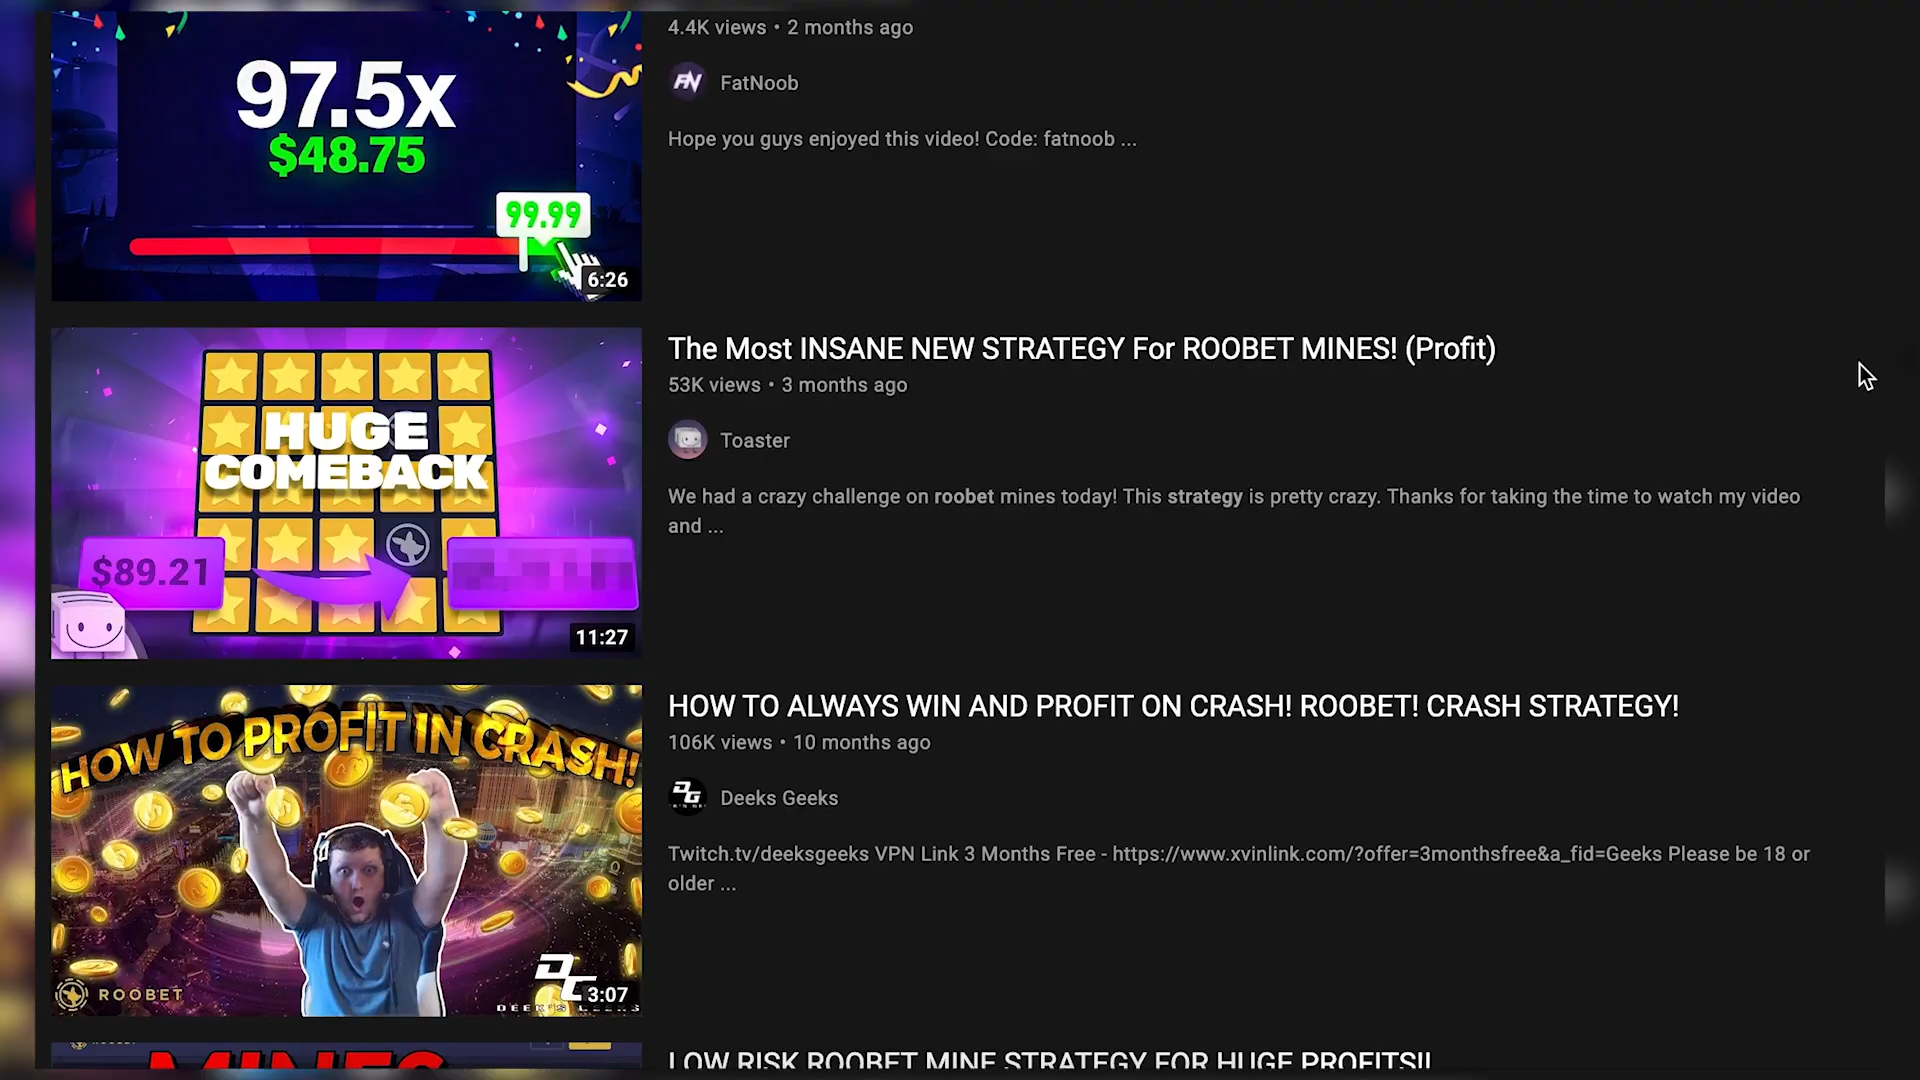 97.5x
$48.75
99.99
6:26
4.4K views • 2 months ago
FN
FatNoob
Hope you guys enjoyed this video! Code: fatnoob ...
HUGE
COMEBACK
$89.21
11:27
The Most INSANE NEW STRATEGY For ROOBET MINES! (Profit)
53K views • 3 months ago
Toaster
We had a crazy challenge on roobet mines today! This strategy is pretty crazy. Thanks for taking the time to watch my video
and ...
HOW TO PROFIT IN CRASH!
ROOBET
DG
3:07
HOW TO ALWAYS WIN AND PROFIT ON CRASH! ROOBET! CRASH STRATEGY!
106K views • 10 months ago
DG
Deeks Geeks
Twitch.tv/deeksgeeks VPN Link 3 Months Free - https://www.xvinlink.com/?offer=3monthsfree&a_fid=Geeks Please be 18 or
older ...
MINES
LOW RISK ROOBET MINE STRATEGY FOR HUGE PROFITS!!